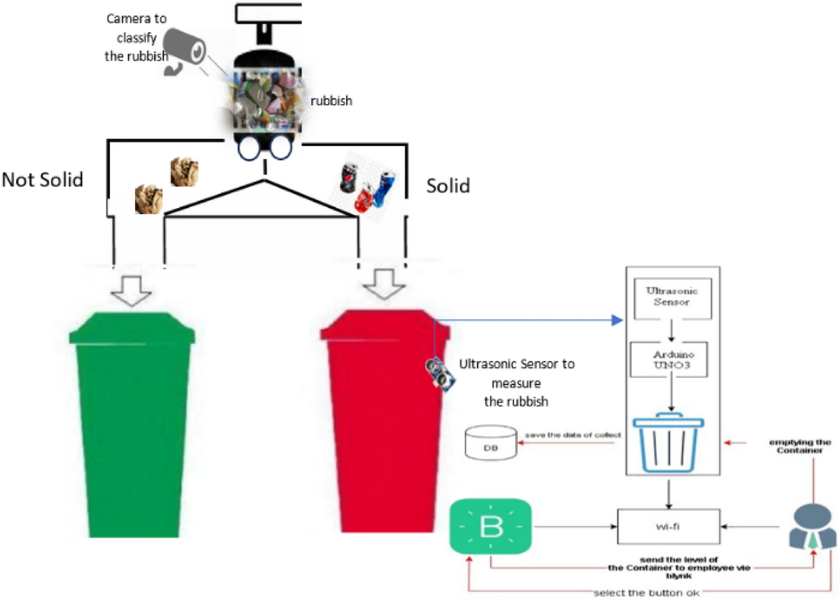 Camera to
classify
the rubbish
rubbish
Not Solid
Solid
Ultrasonic
Sensor
Arduino
UNO3
Ultrasonic Sensor to
measure
the rubbish
save the data of collect
DB
emptying the
Container
B
Wi-fi
send the level of
the Container to employee vie
blynk
select the button ok